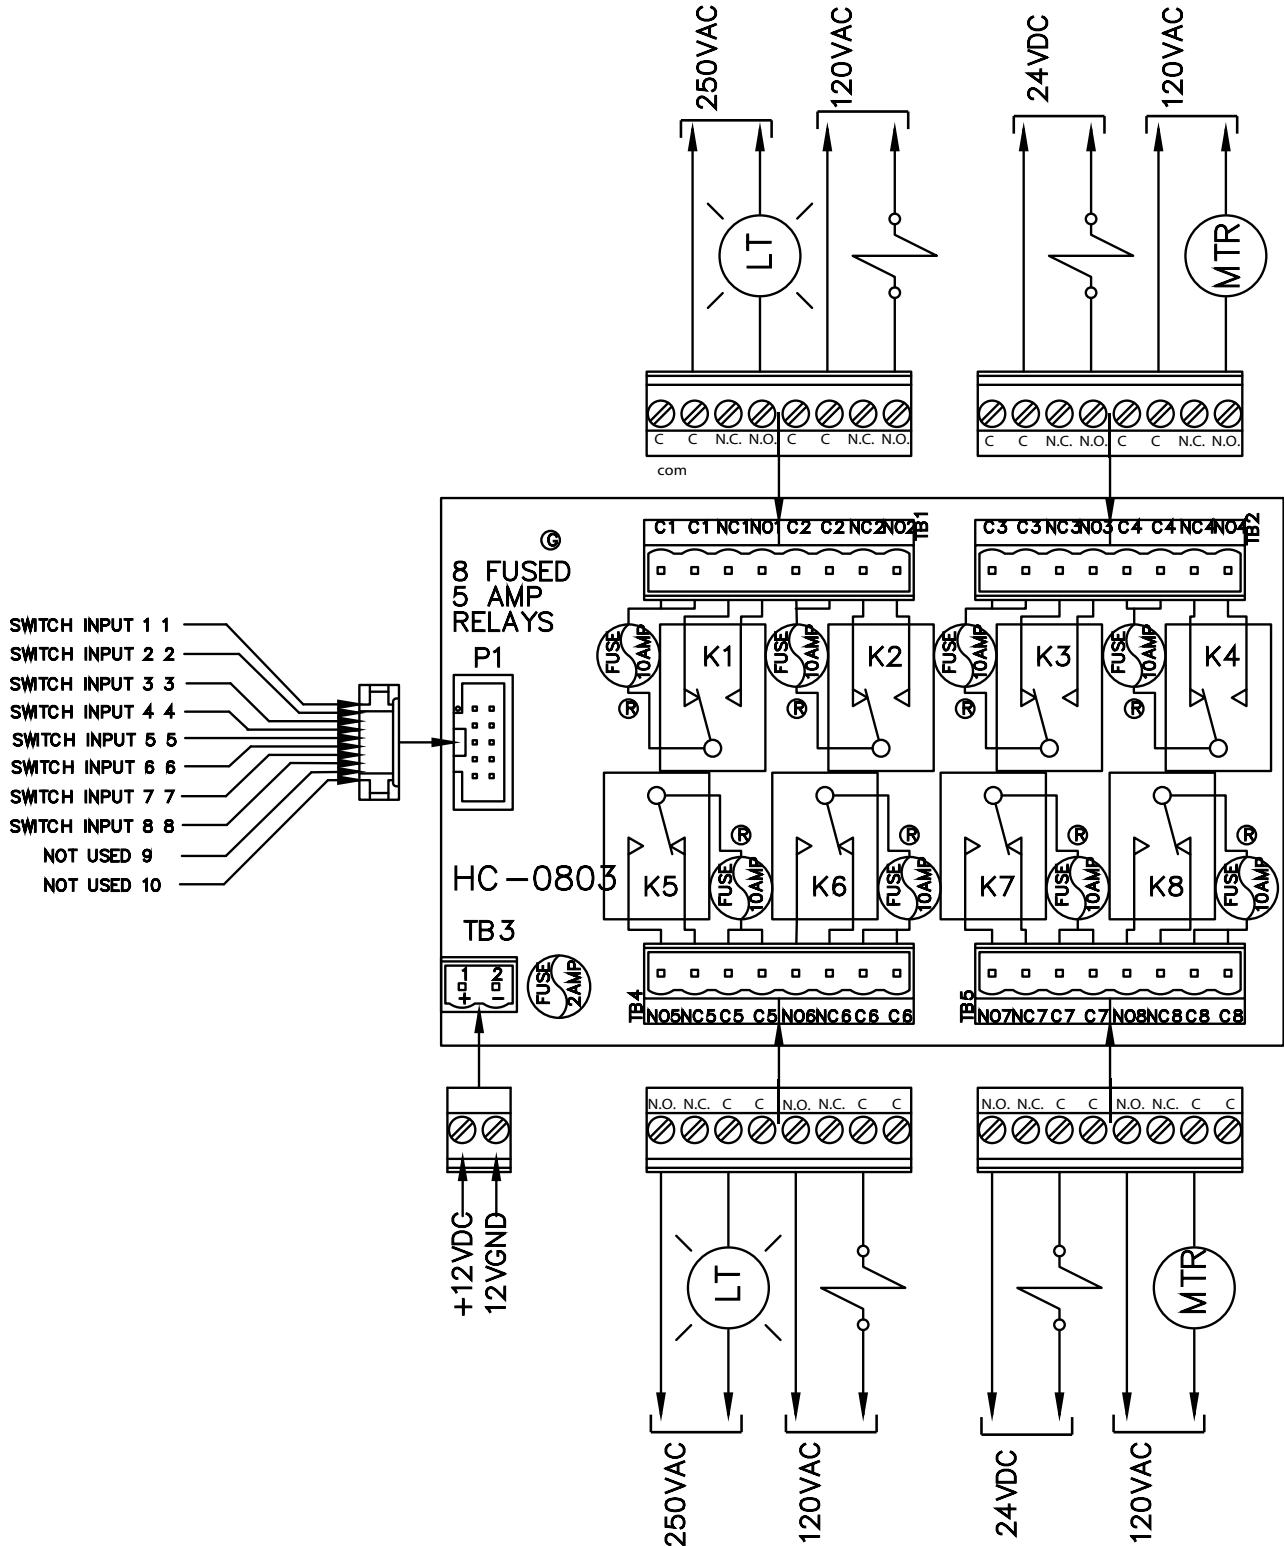 250VAC
120VAC
24VDC
120VAC
LT
MTR
C C N.C. N.O. C C N.C. N.O.
C C N.C. N.O. C C N.C. N.O.
com
C1 C1 NC1 NO1 C2 C2 NC2 NO2 TB1
C3 C3 NC3 NO3 C4 C4 NC4 NO4 TB2
G
8 FUSED
5 AMP
RELAYS
P1
SWITCH INPUT 1 1
SWITCH INPUT 2 2
SWITCH INPUT 3 3
SWITCH INPUT 4 4
SWITCH INPUT 5 5
SWITCH INPUT 6 6
SWITCH INPUT 7 7
SWITCH INPUT 8 8
NOT USED 9
NOT USED 10
FUSE 10AMP
K1
FUSE 10AMP
K2
FUSE 10AMP
K3
FUSE 10AMP
K4
R
R
R
R
R
R
R
R
HC-0803
K5
FUSE 10AMP
K6
FUSE 10AMP
K7
FUSE 10AMP
K8
FUSE 10AMP
TB3
1 2
+ -
FUSE 2AMP
TB4 NO5 NC5 C5 C5 NO6 NC6 C6 C6
TB5 NO7 NC7 C7 C7 NO8 NC8 C8 C8
N.O. N.C. C C N.O. N.C. C C
N.O. N.C. C C N.O. N.C. C C
+12VDC
12VGND
LT
MTR
250VAC
120VAC
24VDC
120VAC